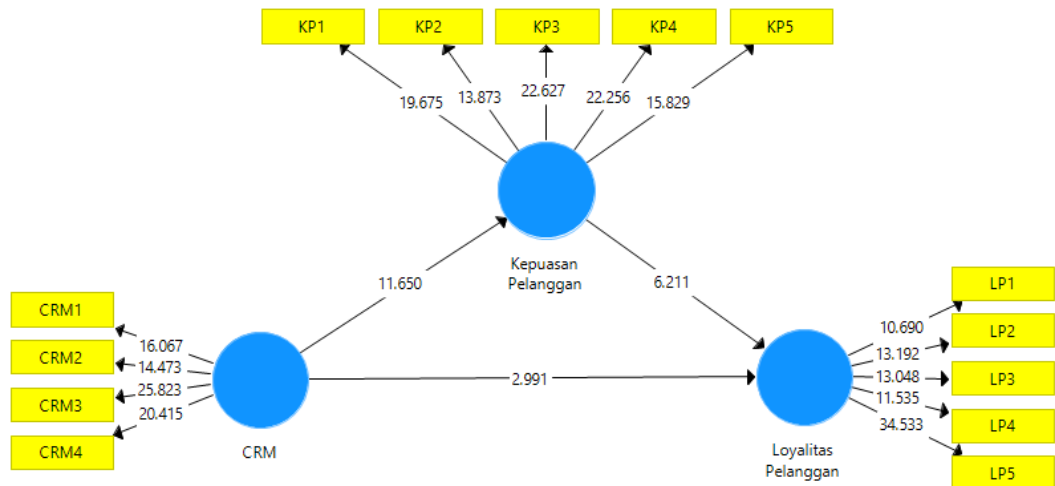 KP1 KP2 KP3 KP4 KP5
19.675 13.873 22.627 22.256 15.829
Kepuasan
Pelanggan
11.650 6.211
CRM1
CRM2
CRM3
CRM4
16.067
14.473
25.823
20.415
CRM
2.991
Loyalitas
Pelanggan
10.690
13.192
13.048
11.535
34.533
LP1
LP2
LP3
LP4
LP5